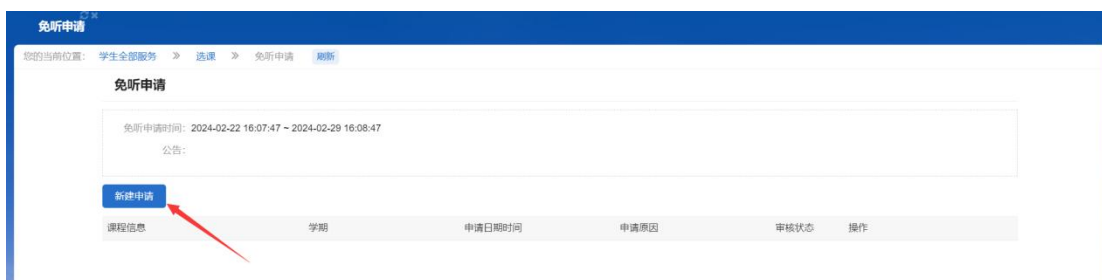 免听申请
您的当前位置: 学生全部服务 » 选课 » 免听申请 刷新
免听申请
免听申请时间: 2024-02-22 16:07:47 ~ 2024-02-29 16:08:47
公告:
新建申请
课程信息 学期 申请日期时间 申请原因 审核状态 操作